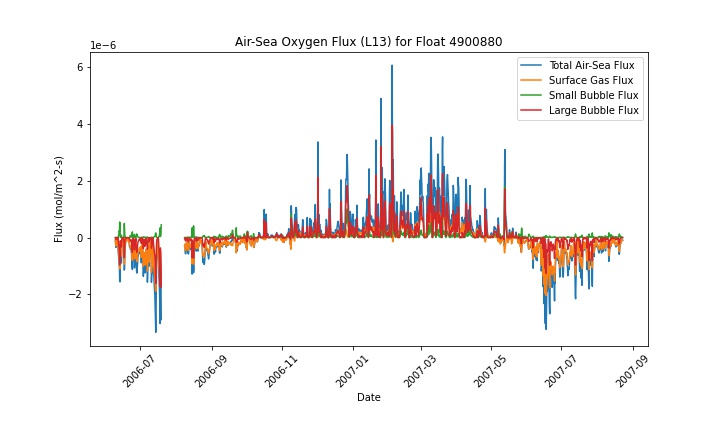 Air-Sea Oxygen Flux (L13) for Float 4900880
1e−6
Total Air-Sea Flux
Surface Gas Flux
Small Bubble Flux
Large Bubble Flux
6
4
2
0
−2
Flux (mol/m^2-s)
2006-07
2006-09
2006-11
2007-01
2007-03
2007-05
2007-07
2007-09
Date